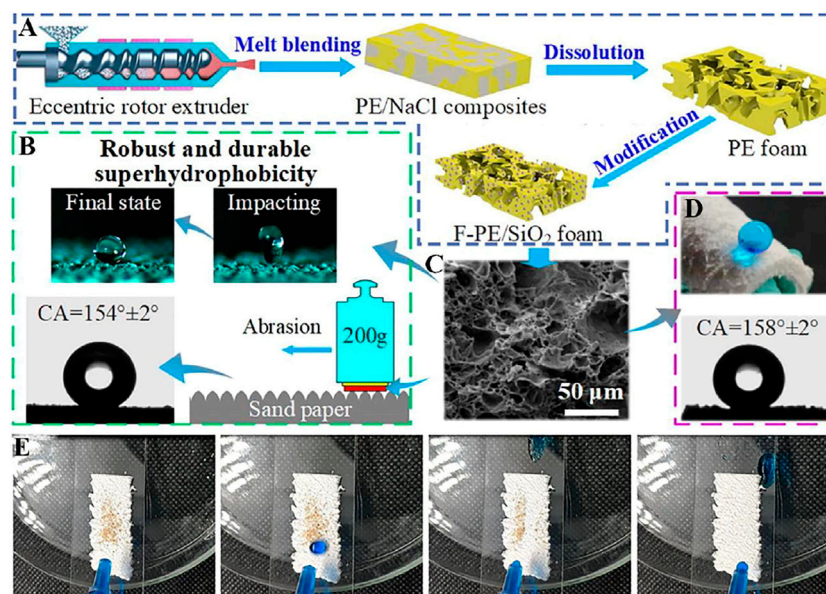 A
Melt blending
Dissolution
Eccentric rotor extruder
PE/NaCl composites
PE foam
Modification
F-PE/SiO₂ foam
B
Robust and durable
superhydrophobicity
Final state
Impacting
CA=154°±2°
Abrasion
200g
Sand paper
C
50 μm
D
CA=158°±2°
E